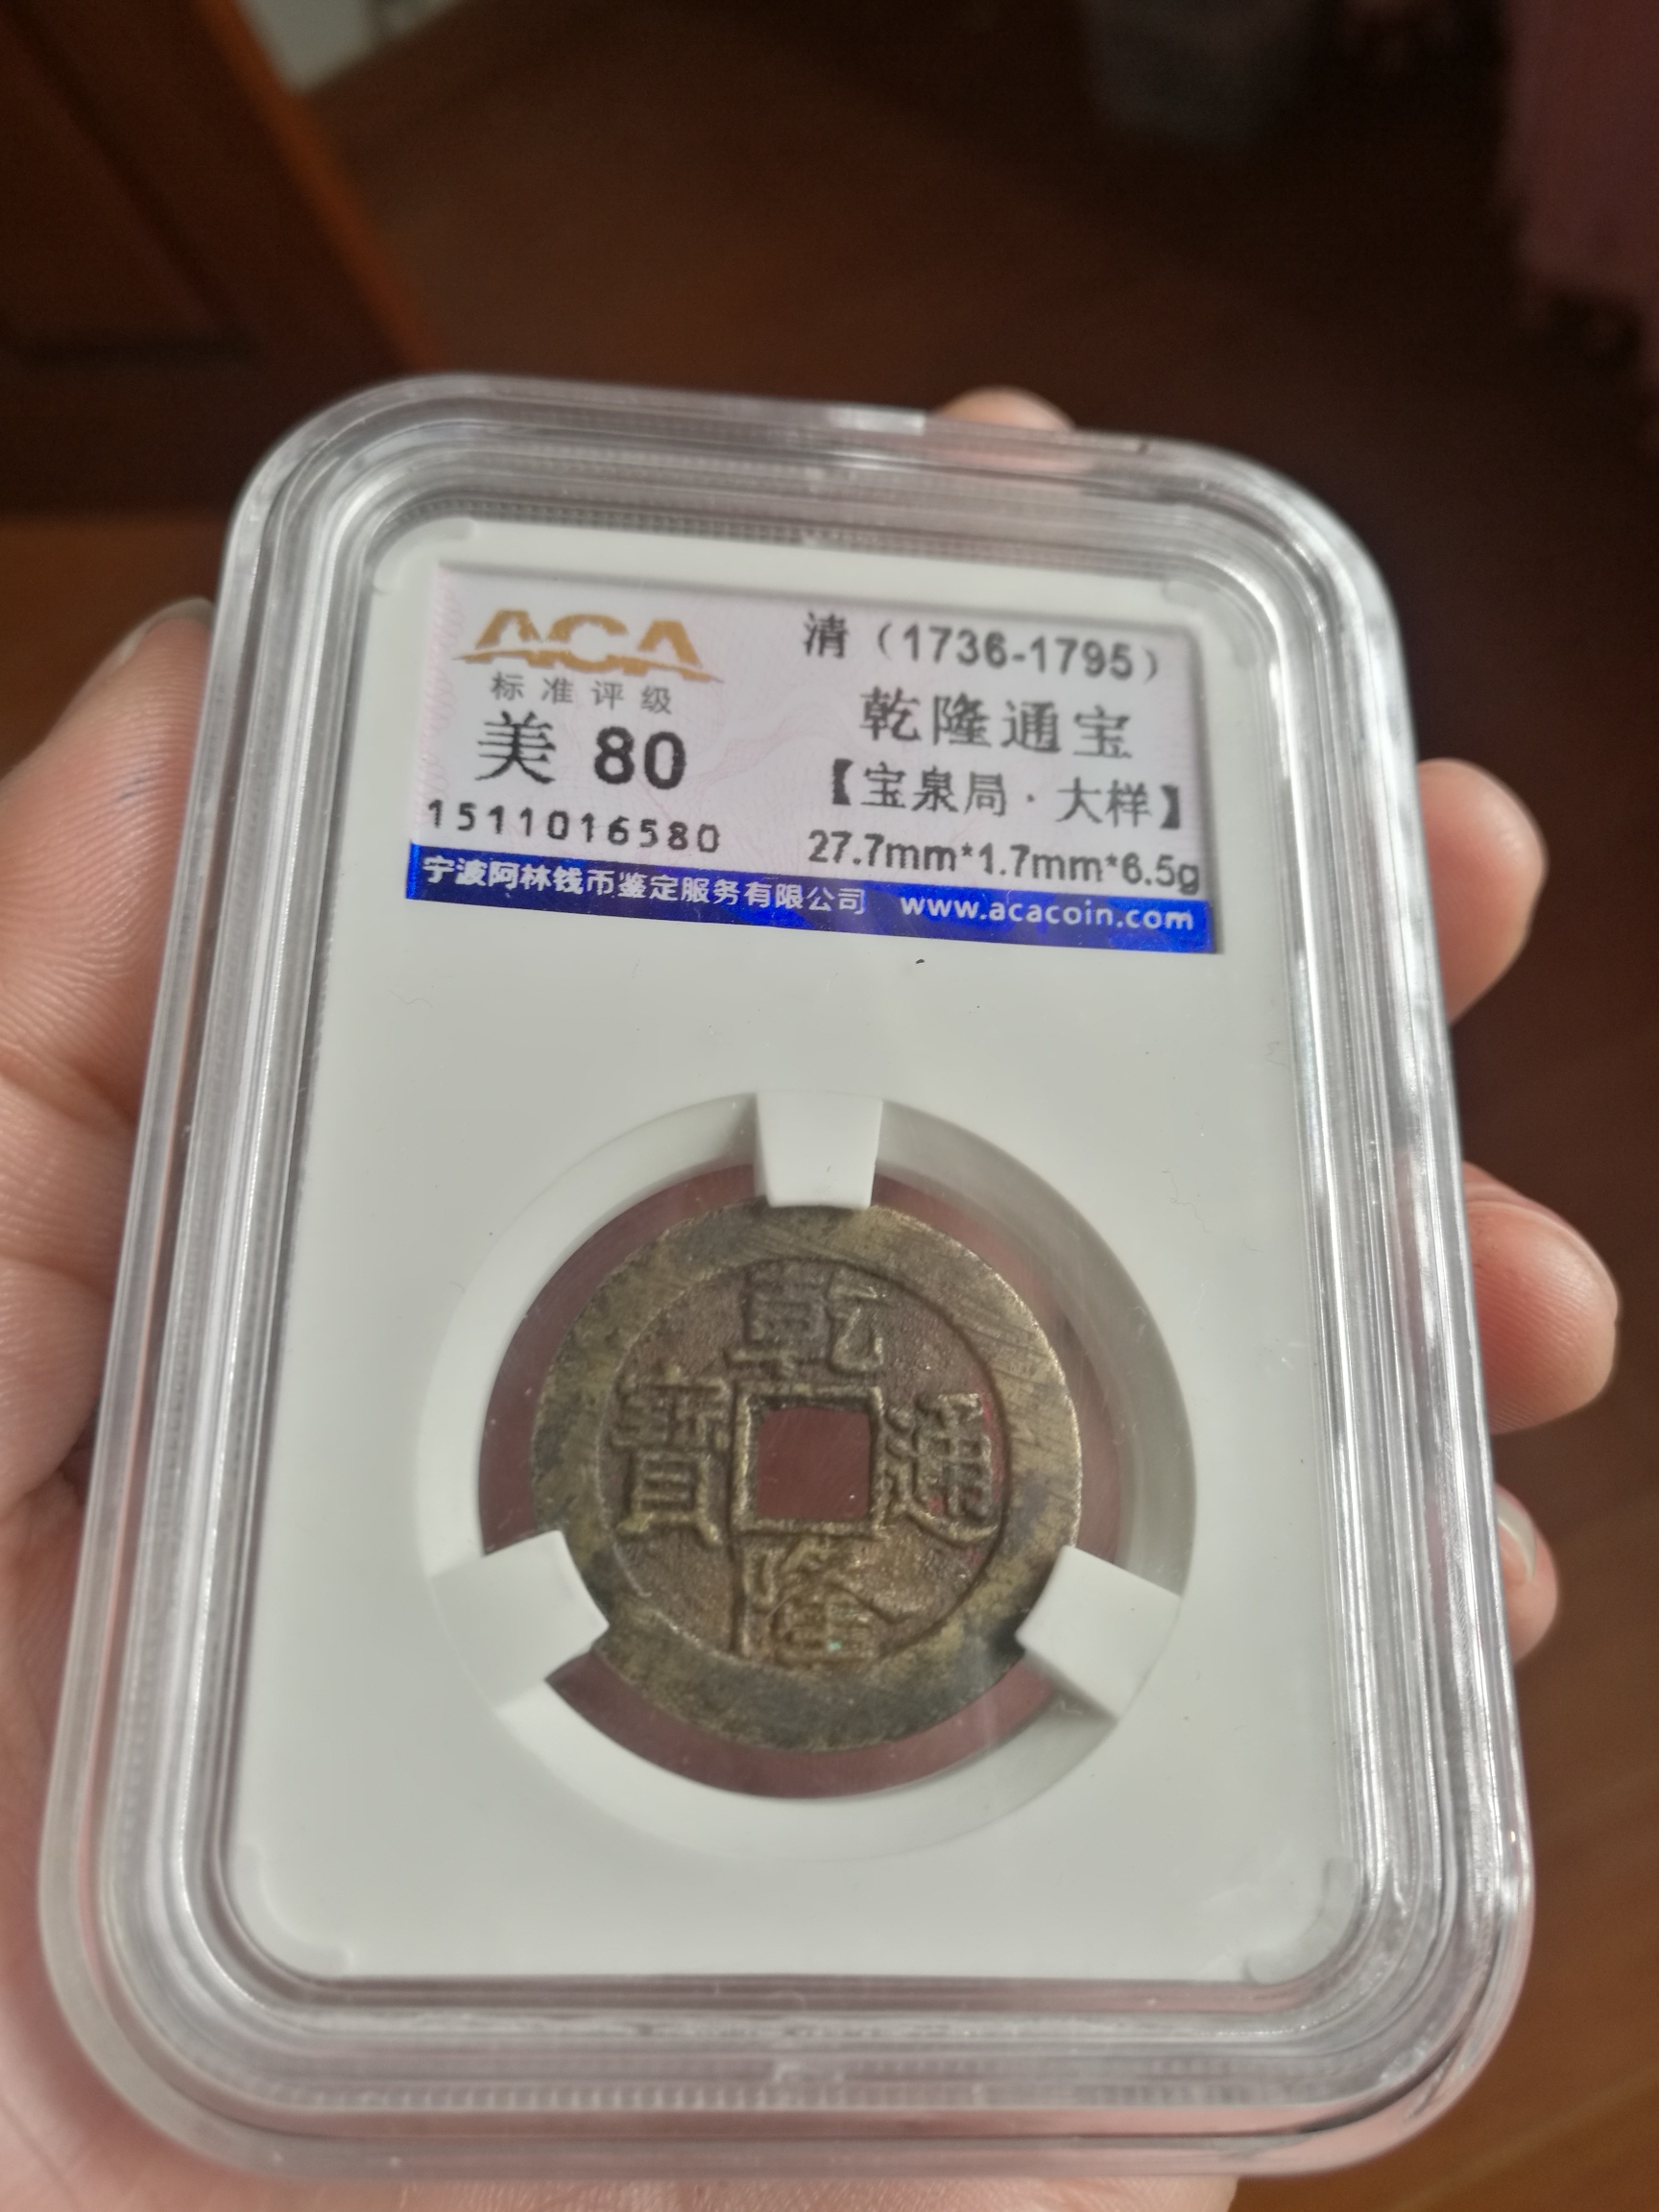 ACA
标准评级
美 80
1511016580
清（1736-1795）
乾隆通宝
【宝泉局·大样】
27.7mm*1.7mm*6.5g
宁波阿林钱币鉴定服务有限公司 www.acacoin.com
乾隆通寶